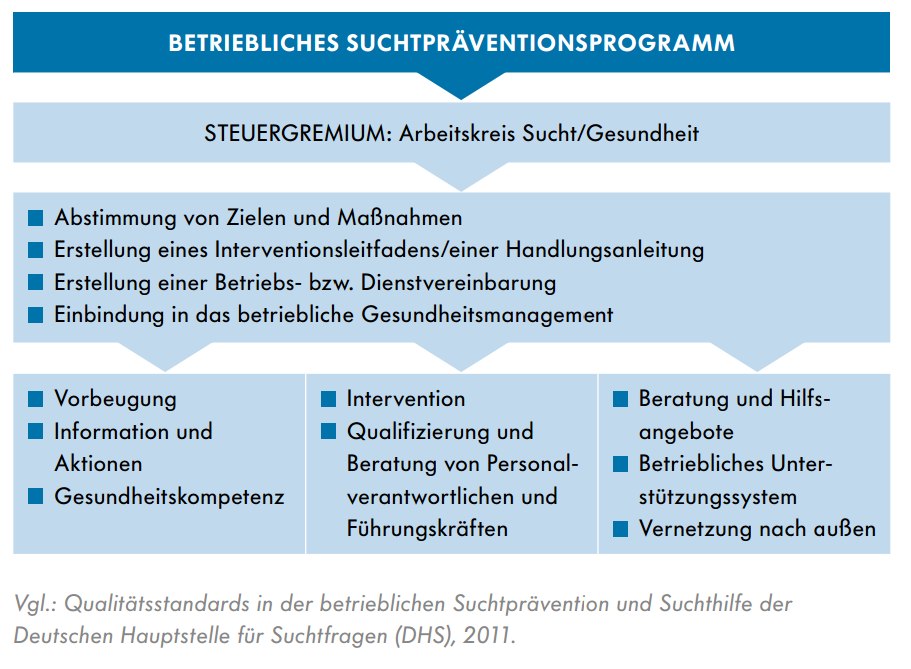 BETRIEBLICHES SUCHTPRÄVENTIONSPROGRAMM
STEUERGREMIUM: Arbeitskreis Sucht/Gesundheit
Abstimmung von Zielen und Maßnahmen
Erstellung eines Interventionsleitfadens/einer Handlungsanleitung
Erstellung einer Betriebs- bzw. Dienstvereinbarung
Einbindung in das betriebliche Gesundheitsmanagement
Vorbeugung
Information und
Aktionen
Gesundheitskompetenz
Intervention
Qualifizierung und
Beratung von Personal-
verantwortlichen und
Führungskräften
Beratung und Hilfs-
angebote
Betriebliches Unter-
stützungssystem
Vernetzung nach außen
Vgl.: Qualitätsstandards in der betrieblichen Suchtprävention und Suchthilfe der
Deutschen Hauptstelle für Suchtfragen (DHS), 2011.